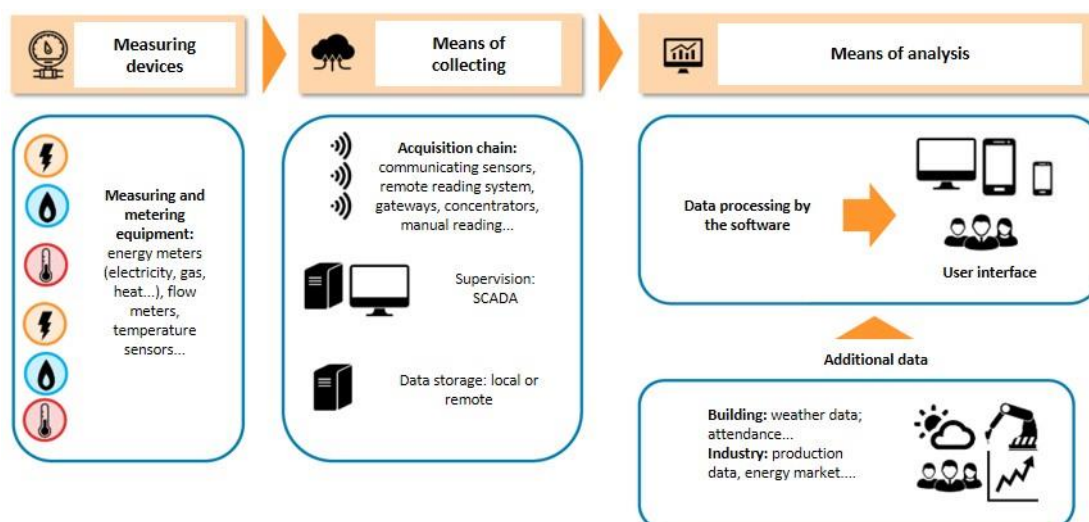 Measuring
devices
Means of
collecting
Means of analysis
Measuring and
metering
equipment:
energy meters
(electricity, gas,
heat...), flow
meters,
temperature
sensors...
Acquisition chain:
communicating sensors,
remote reading system,
gateways, concentrators,
manual reading...
Supervision:
SCADA
Data storage: local or
remote
Data processing by
the software
User interface
Additional data
Building: weather data;
attendance...
Industry: production
data, energy market....